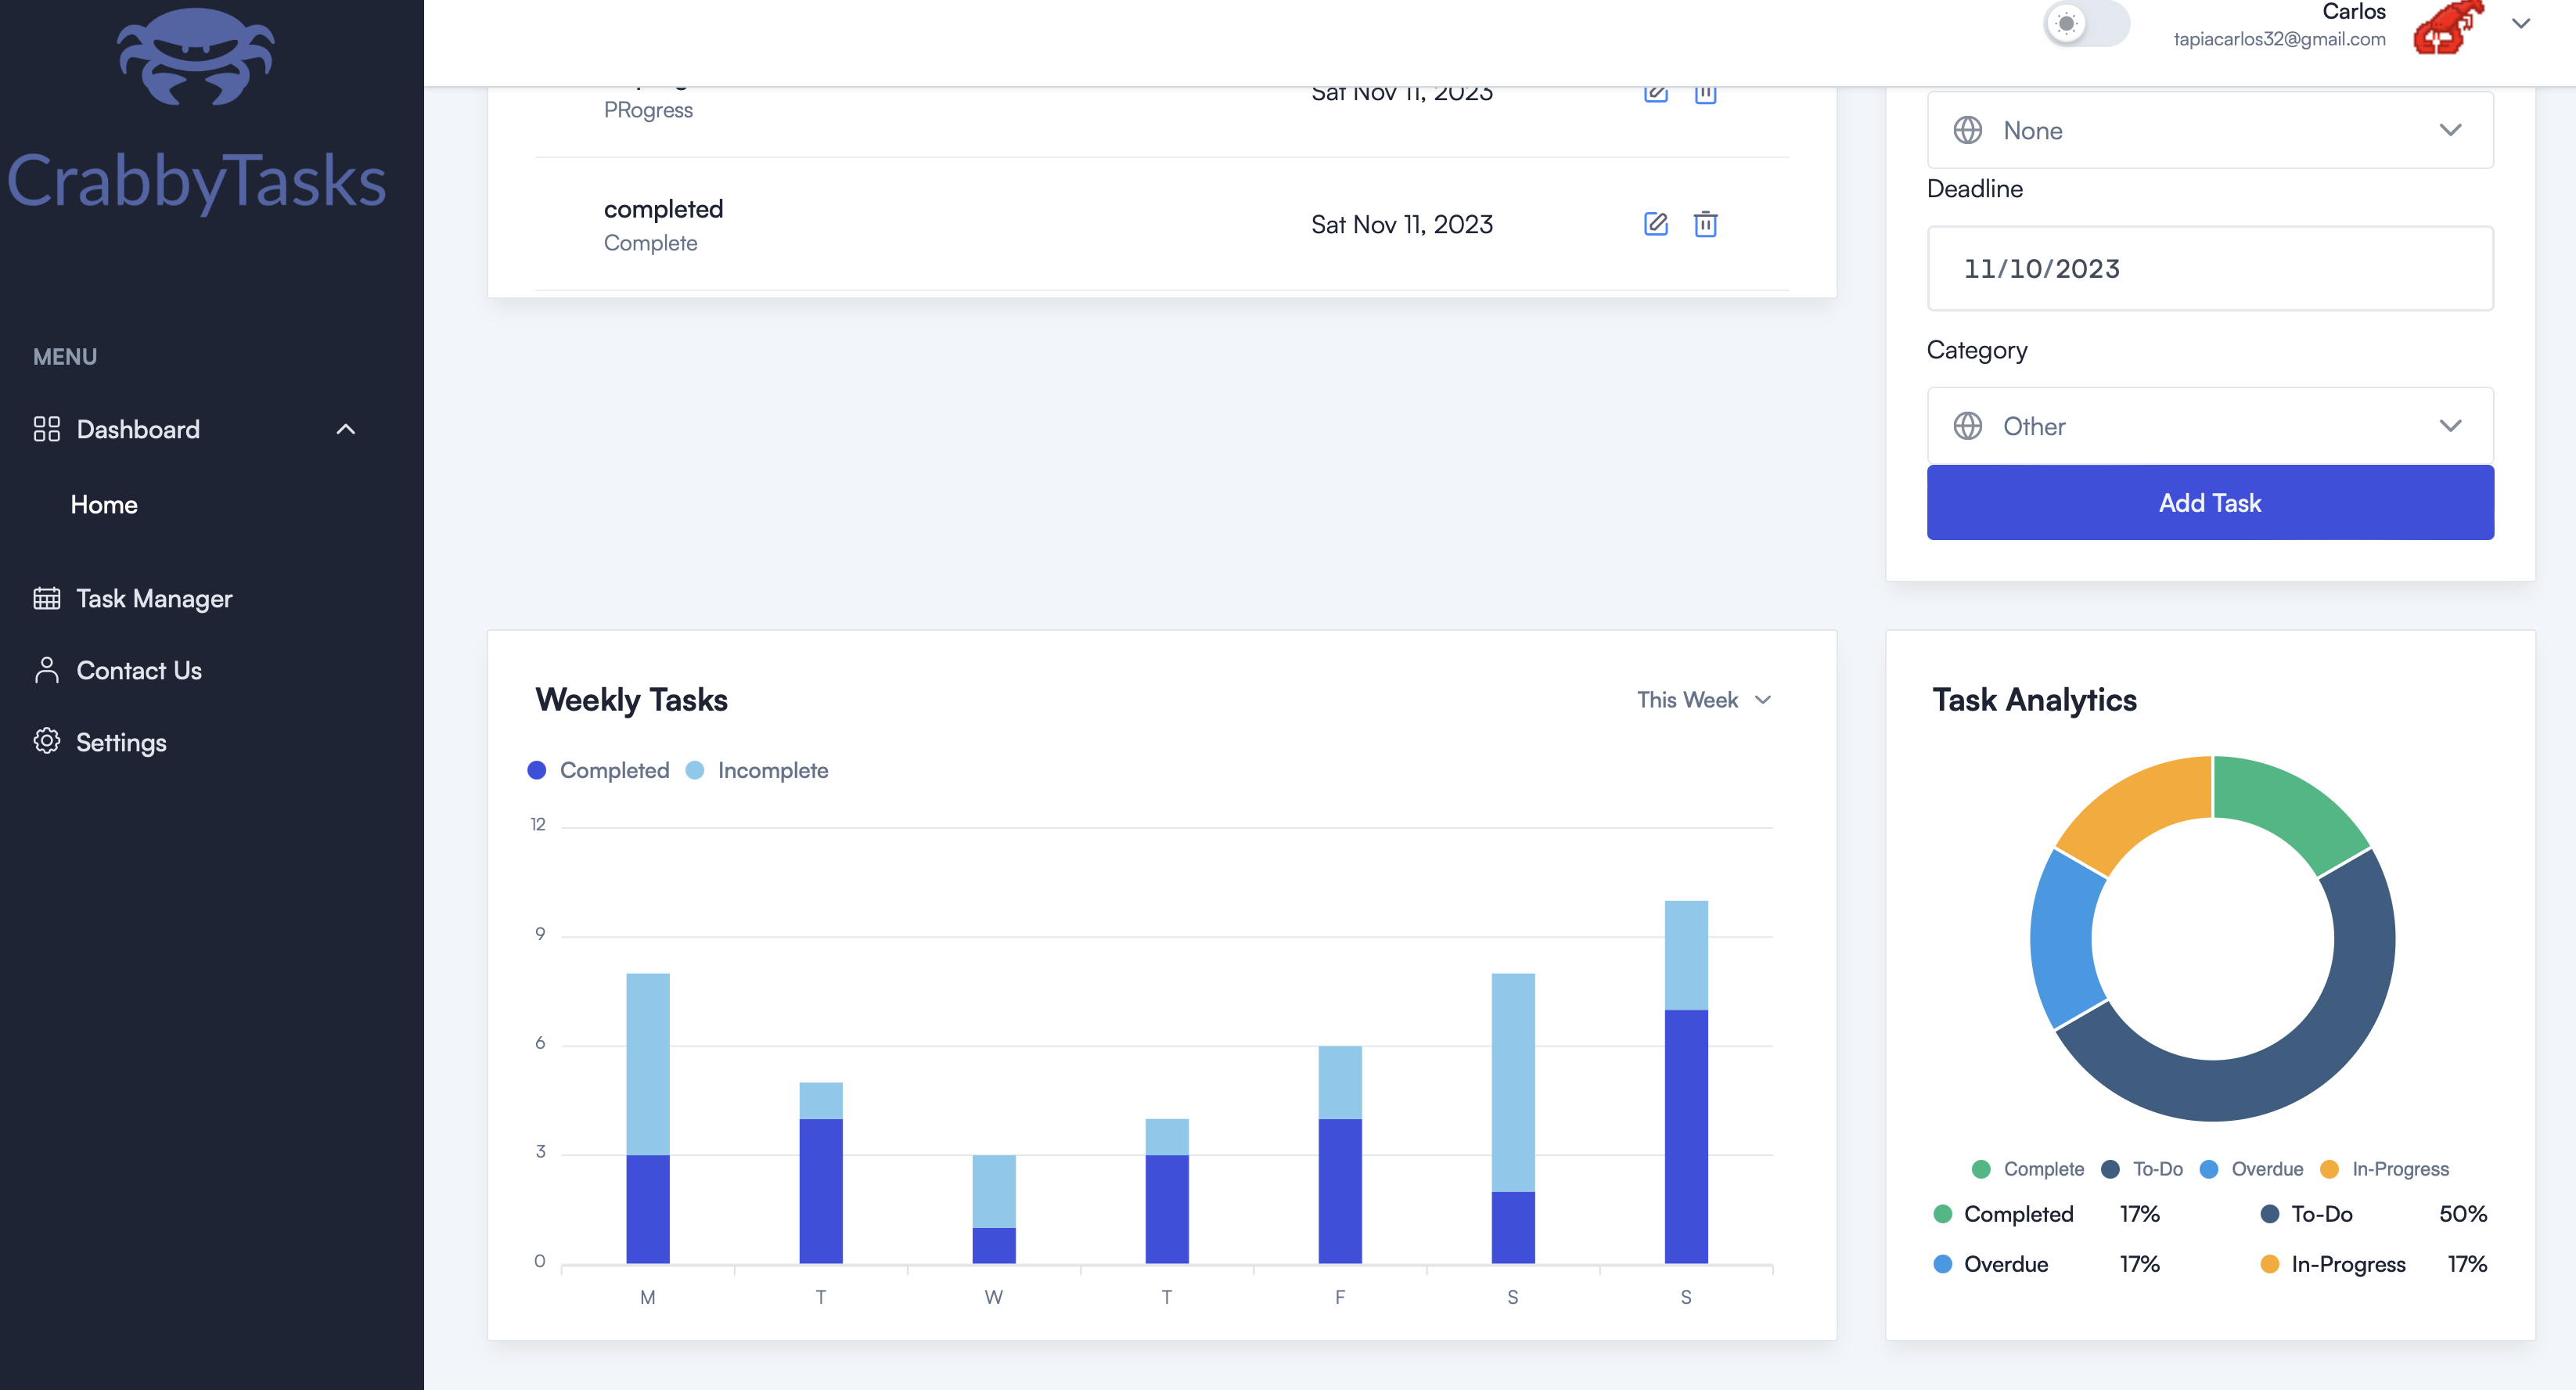 CrabbyTasks
MENU
Dashboard
Home
Task Manager
Contact Us
Settings
Carlos
tapiacarlos32@gmail.com
PRogress
Sat Nov 11, 2023
completed
Complete
Sat Nov 11, 2023
None
Deadline
11/10/2023
Category
Other
Add Task
Weekly Tasks
This Week
Completed Incomplete
12
9
6
3
0
M T W T F S S
Task Analytics
Complete To-Do Overdue In-Progress
Completed 17% To-Do 50%
Overdue 17% In-Progress 17%